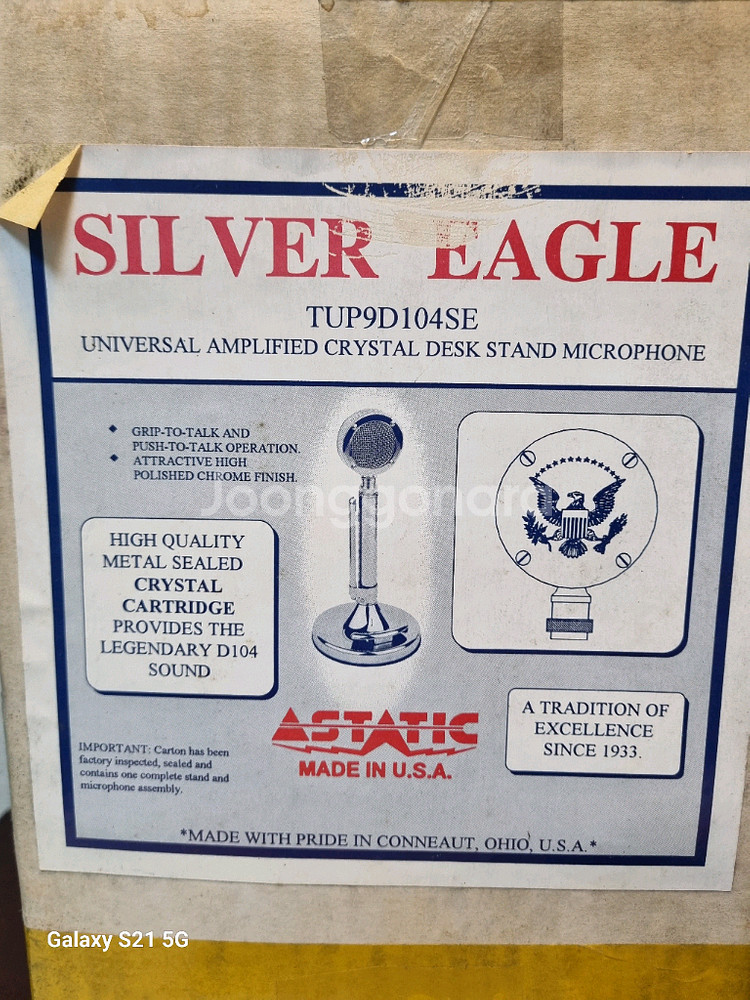 SILVER EAGLE
TUP9D104SE
UNIVERSAL AMPLIFIED CRYSTAL DESK STAND MICROPHONE
GRIP-TO-TALK AND
PUSH-TO-TALK OPERATION.
ATTRACTIVE HIGH
POLISHED CHROME FINISH.
Joonggonara
HIGH QUALITY
METAL SEALED
CRYSTAL
CARTRIDGE
PROVIDES THE
LEGENDARY D104
SOUND
ASTATIC
MADE IN U.S.A.
A TRADITION OF
EXCELLENCE
SINCE 1933.
IMPORTANT: Carton has been
factory inspected, sealed and
contains one complete stand and
microphone assembly.
*MADE WITH PRIDE IN CONNEAUT, OHIO, U.S.A.*
Galaxy S21 5G